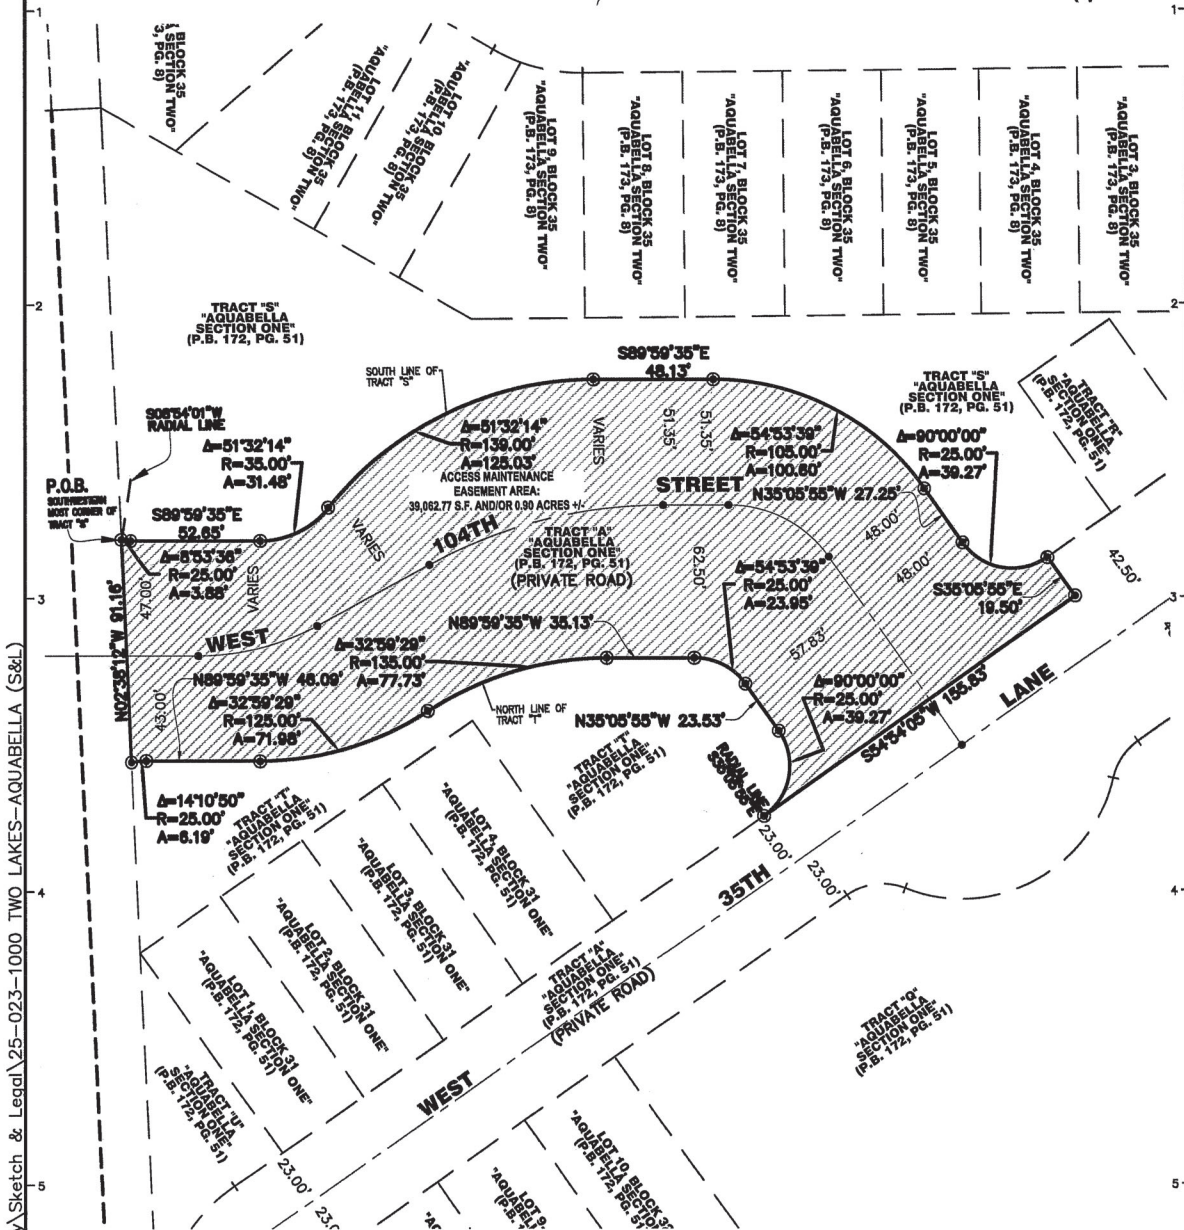 1
1
BLOCK 35
SECTION TWO"
3, PG. 8)
LOT 11, BLOCK 35
"AQUABELLA SECTION TWO"
(P.B. 173, PG. 8)
LOT 10, BLOCK 35
"AQUABELLA SECTION TWO"
(P.B. 173, PG. 8)
LOT 9, BLOCK 35
"AQUABELLA SECTION TWO"
(P.B. 173, PG. 8)
LOT 8, BLOCK 35
"AQUABELLA SECTION TWO"
(P.B. 173, PG. 8)
LOT 7, BLOCK 35
"AQUABELLA SECTION TWO"
(P.B. 173, PG. 8)
LOT 6, BLOCK 35
"AQUABELLA SECTION TWO"
(P.B. 173, PG. 8)
LOT 5, BLOCK 35
"AQUABELLA SECTION TWO"
(P.B. 173, PG. 8)
LOT 4, BLOCK 35
"AQUABELLA SECTION TWO"
(P.B. 173, PG. 8)
LOT 3, BLOCK 35
"AQUABELLA SECTION TWO"
(P.B. 173, PG. 8)
2
2
TRACT "S"
"AQUABELLA
SECTION ONE"
(P.B. 172, PG. 51)
SOUTH LINE OF
TRACT "S"
S89°59'35"E
48.13'
TRACT "S"
"AQUABELLA
SECTION ONE"
(P.B. 172, PG. 51)
TRACT "R"
"AQUABELLA
SECTION ONE"
(P.B. 172, PG. 51)
S08°54'01"W
RADIAL LINE
Δ=51°32'14"
R=35.00'
A=31.48'
Δ=51°32'14"
R=139.00'
A=125.03'
VARIES
51.35'
51.35'
Δ=54°53'39"
R=105.00'
A=100.60'
Δ=90°00'00"
R=25.00'
A=39.27'
P.O.B.
SOUTHWESTERN
MOST CORNER OF
TRACT "S"
S89°59'35"E
52.65'
ACCESS MAINTENANCE
EASEMENT AREA:
39,062.77 S.F. AND/OR 0.90 ACRES +/-
WEST 104TH STREET
N35°05'55"W 27.25'
48.00'
48.00'
VARIES
TRACT "A"
"AQUABELLA
SECTION ONE"
(P.B. 172, PG. 51)
(PRIVATE ROAD)
62.50'
Δ=54°53'39"
R=25.00'
A=23.95'
42.50'
Δ=8°53'36"
R=25.00'
A=3.88'
VARIES
47.00'
N02°35'12"W 91.16'
S35°05'55"E
19.50'
3
3
N89°59'35"W 35.13'
57.83'
Δ=32°59'29"
R=135.00'
A=77.73'
N89°59'35"W 46.09'
43.00'
Δ=32°59'29"
R=125.00'
A=71.98'
NORTH LINE OF
TRACT "T"
N35°05'55"W 23.53'
Δ=90°00'00"
R=25.00'
A=39.27'
S54°54'05"W 155.83'
RADIAL LINE
S35°05'55"E
Δ=14°10'50"
R=25.00'
A=6.19'
TRACT "T"
"AQUABELLA
SECTION ONE"
(P.B. 172, PG. 51)
TRACT "T"
"AQUABELLA
SECTION ONE"
(P.B. 172, PG. 51)
23.00'
23.00'
4
4
LOT 4, BLOCK 31
"AQUABELLA SECTION ONE"
(P.B. 172, PG. 51)
LOT 3, BLOCK 31
"AQUABELLA SECTION ONE"
(P.B. 172, PG. 51)
LOT 2, BLOCK 31
"AQUABELLA SECTION ONE"
(P.B. 172, PG. 51)
LOT 1, BLOCK 31
"AQUABELLA SECTION ONE"
(P.B. 172, PG. 51)
TRACT "U"
"AQUABELLA
SECTION ONE"
(P.B. 172, PG. 51)
WEST 35TH LANE
TRACT "A"
"AQUABELLA
SECTION ONE"
(P.B. 172, PG. 51)
(PRIVATE ROAD)
TRACT "Q"
"AQUABELLA
SECTION ONE"
(P.B. 172, PG. 51)
23.00'
LOT 10, BLOCK 32
"AQUABELLA SECTION
(P.B. 172, PG. 51
LOT 9,
"AQUABEL
(P.B.
5
5
\Sketch & Legal\25-023-1000 TWO LAKES-AQUABELLA (S&L)